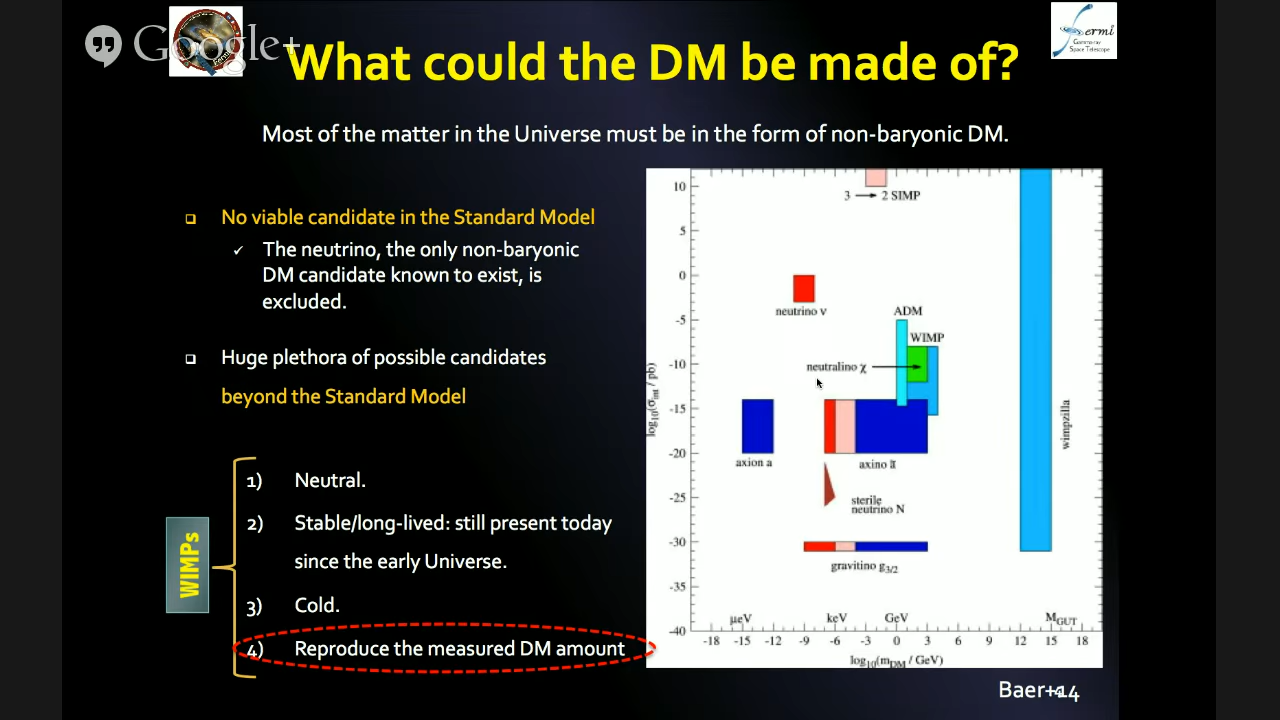 Google+
What could the DM be made of?
Fermi
Gamma-ray
Space Telescope
Most of the matter in the Universe must be in the form of non-baryonic DM.
No viable candidate in the Standard Model
The neutrino, the only non-baryonic
DM candidate known to exist, is
excluded.
Huge plethora of possible candidates
beyond the Standard Model
WIMPs
1) Neutral.
2) Stable/long-lived: still present today
since the early Universe.
3) Cold.
4) Reproduce the measured DM amount
log10(σint / pb)
10
5
0
-5
-10
-15
-20
-25
-30
-35
-40
3 → 2 SIMP
neutrino ν
ADM
WIMP
neutralino χ
axion a
axino ã
sterile
neutrino N
gravitino g3/2
wimpzilla
μeV keV GeV MGUT
-18 -15 -12 -9 -6 -3 0 3 6 9 12 15 18
log10(mDM / GeV)
Baer+14